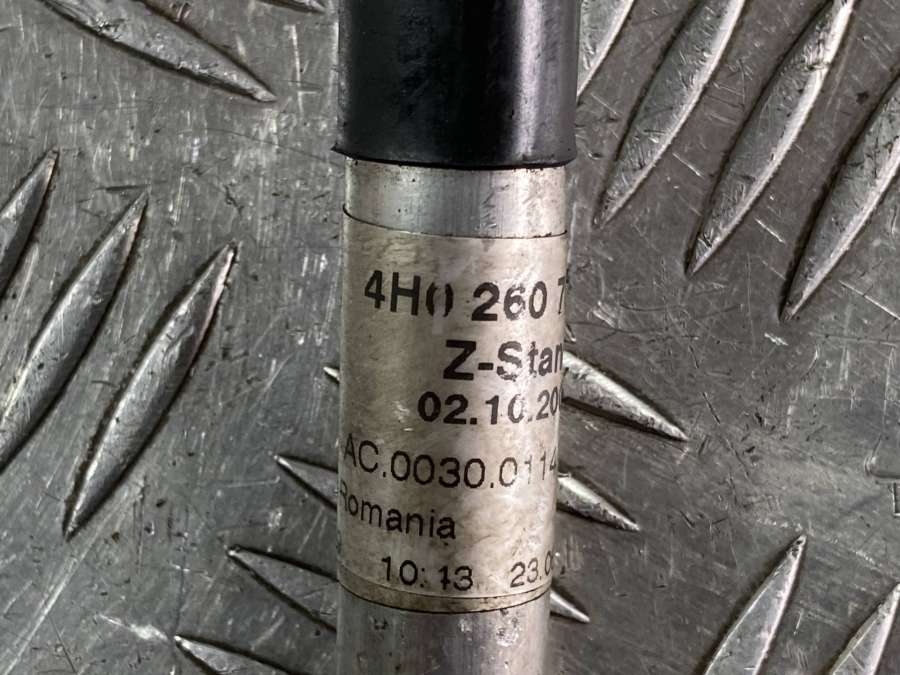 4H0 260 7
Z-Stan
02.10.20
AC.0030.0114
Romania
10:13 23.0